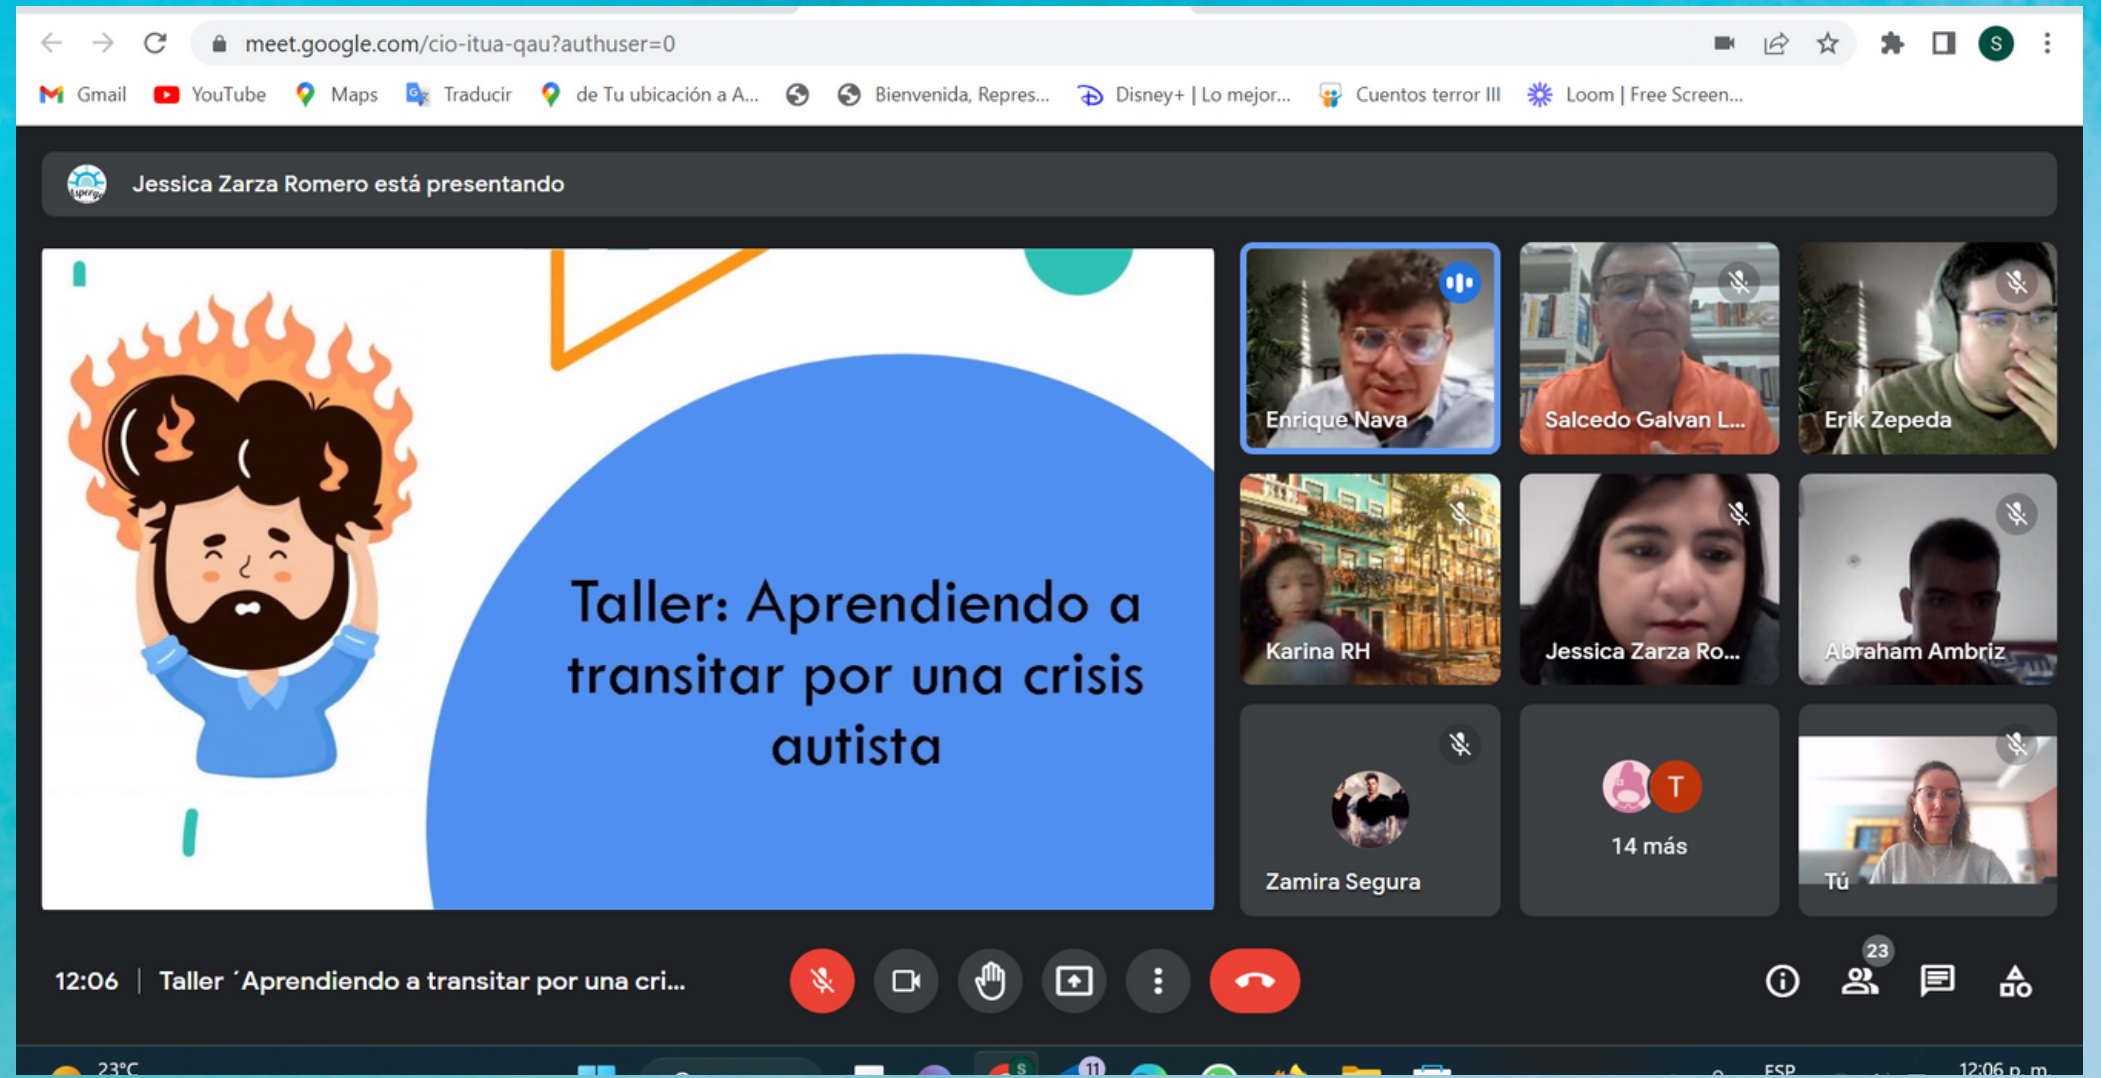 meet.google.com/cio-itua-qau?authuser=0
S
Gmail YouTube Maps Traducir de Tu ubicación a A... Bienvenida, Repres... Disney+ | Lo mejor... Cuentos terror III Loom | Free Screen...
Jessica Zarza Romero está presentando
Taller: Aprendiendo a
transitar por una crisis
autista
Enrique Nava
Salcedo Galvan L...
Erik Zepeda
Karina RH
Jessica Zarza Ro...
Abraham Ambriz
Zamira Segura
T
14 más
Tú
12:06 | Taller ´Aprendiendo a transitar por una cri...
23
23°C
S
11
ESP
12:06 p. m.